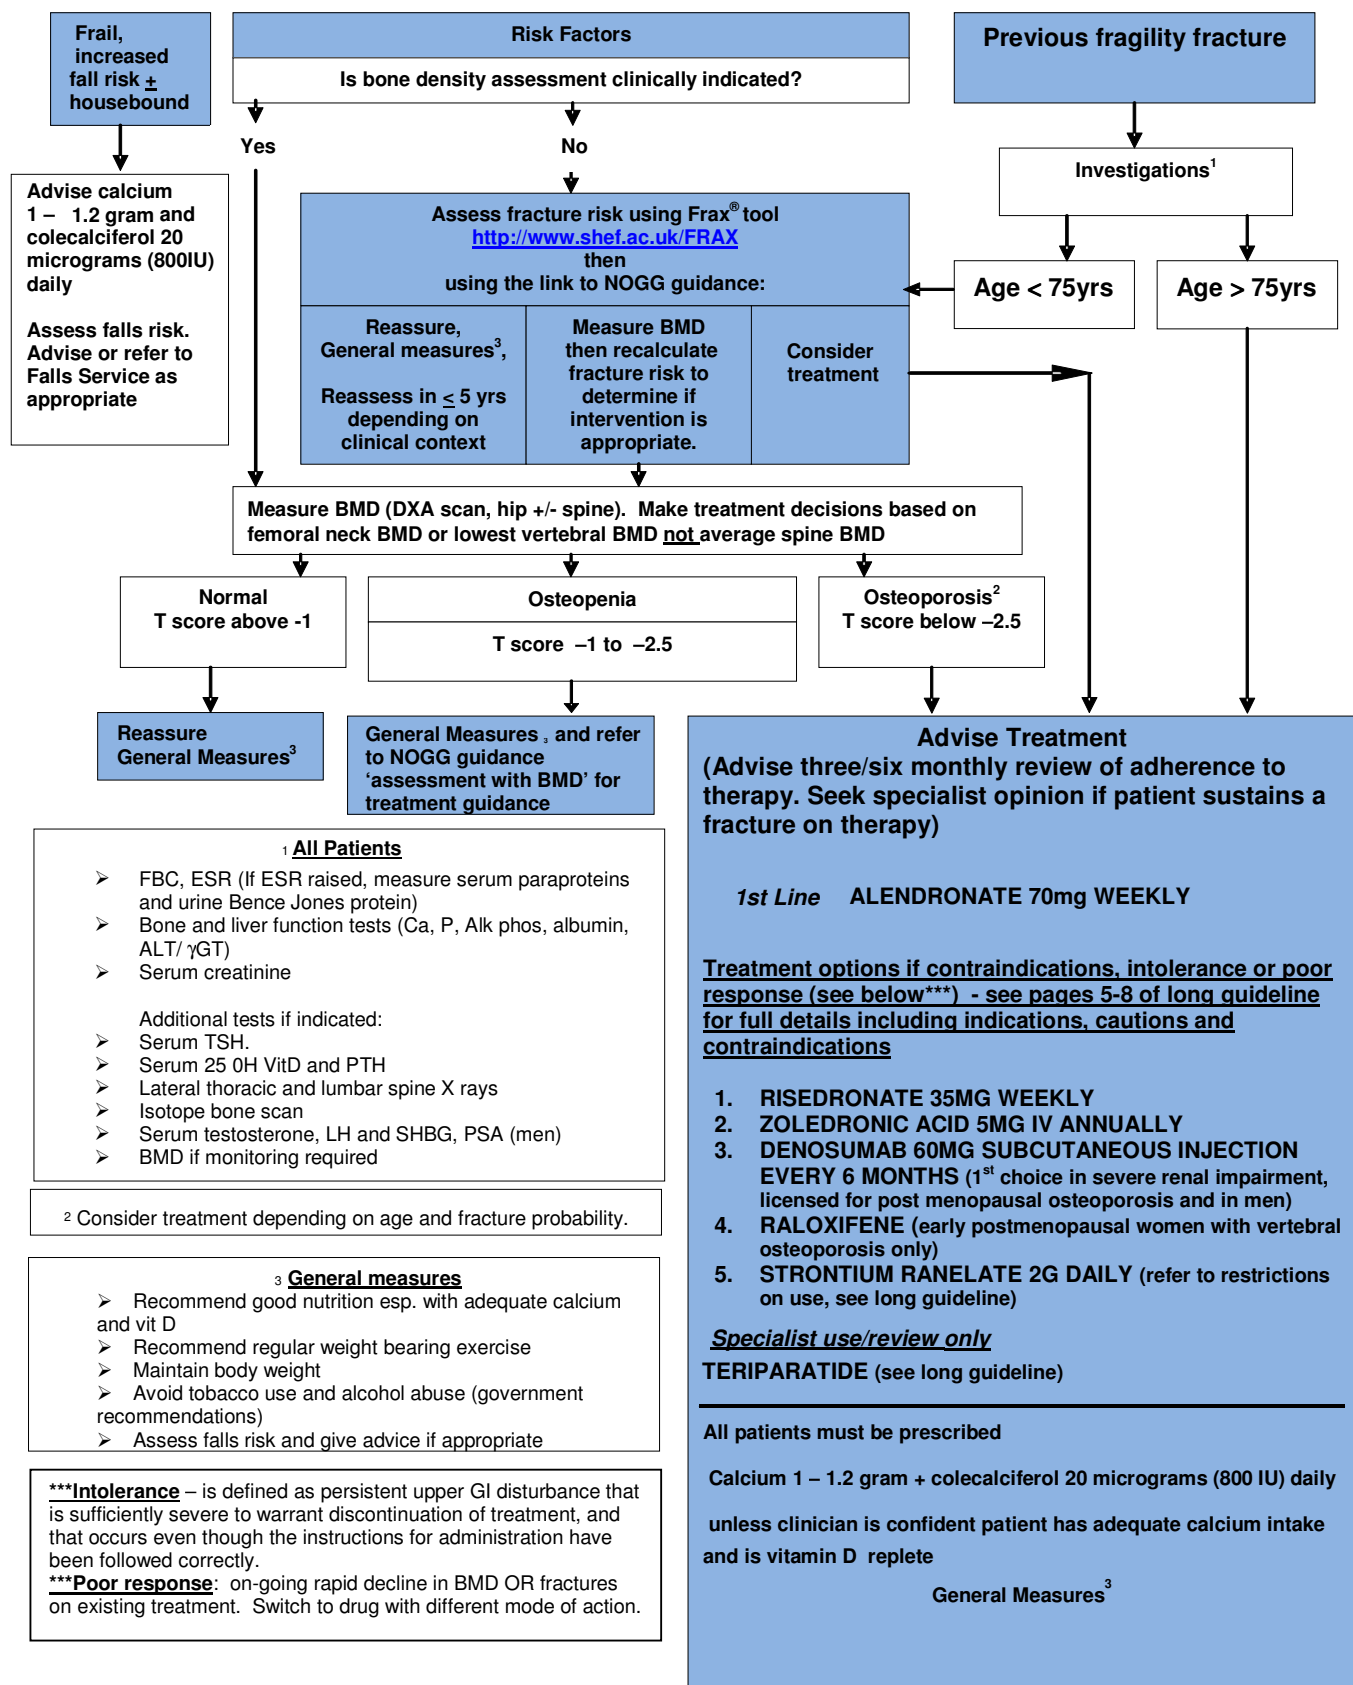 Frail,
increased
fall risk ±
housebound
Risk Factors
Is bone density assessment clinically indicated?
Previous fragility fracture
Yes
No
Investigations1
Advise calcium
1 – 1.2 gram and
colecalciferol 20
micrograms (800IU)
daily
Assess falls risk.
Advise or refer to
Falls Service as
appropriate
Assess fracture risk using Frax® tool
http://www.shef.ac.uk/FRAX
then
using the link to NOGG guidance:
Age < 75yrs
Age > 75yrs
Reassure,
General measures3,
Reassess in ≤ 5 yrs
depending on
clinical context
Measure BMD
then recalculate
fracture risk to
determine if
intervention is
appropriate.
Consider
treatment
Measure BMD (DXA scan, hip +/- spine). Make treatment decisions based on
femoral neck BMD or lowest vertebral BMD not average spine BMD
Normal
T score above -1
Osteopenia
T score –1 to –2.5
Osteoporosis2
T score below –2.5
Reassure
General Measures3
General Measures 3 and refer
to NOGG guidance
‘assessment with BMD’ for
treatment guidance
1 All Patients
➢ FBC, ESR (If ESR raised, measure serum paraproteins
and urine Bence Jones protein)
➢ Bone and liver function tests (Ca, P, Alk phos, albumin,
ALT/ γGT)
➢ Serum creatinine
Additional tests if indicated:
➢ Serum TSH.
➢ Serum 25 0H VitD and PTH
➢ Lateral thoracic and lumbar spine X rays
➢ Isotope bone scan
➢ Serum testosterone, LH and SHBG, PSA (men)
➢ BMD if monitoring required
2 Consider treatment depending on age and fracture probability.
3 General measures
➢ Recommend good nutrition esp. with adequate calcium
and vit D
➢ Recommend regular weight bearing exercise
➢ Maintain body weight
➢ Avoid tobacco use and alcohol abuse (government
recommendations)
➢ Assess falls risk and give advice if appropriate
***Intolerance – is defined as persistent upper GI disturbance that
is sufficiently severe to warrant discontinuation of treatment, and
that occurs even though the instructions for administration have
been followed correctly.
***Poor response: on-going rapid decline in BMD OR fractures
on existing treatment. Switch to drug with different mode of action.
Advise Treatment
(Advise three/six monthly review of adherence to
therapy. Seek specialist opinion if patient sustains a
fracture on therapy)
1st Line ALENDRONATE 70mg WEEKLY
Treatment options if contraindications, intolerance or poor
response (see below***) - see pages 5-8 of long guideline
for full details including indications, cautions and
contraindications
1. RISEDRONATE 35MG WEEKLY
2. ZOLEDRONIC ACID 5MG IV ANNUALLY
3. DENOSUMAB 60MG SUBCUTANEOUS INJECTION
EVERY 6 MONTHS (1st choice in severe renal impairment,
licensed for post menopausal osteoporosis and in men)
4. RALOXIFENE (early postmenopausal women with vertebral
osteoporosis only)
5. STRONTIUM RANELATE 2G DAILY (refer to restrictions
on use, see long guideline)
Specialist use/review only
TERIPARATIDE (see long guideline)
All patients must be prescribed
Calcium 1 – 1.2 gram + colecalciferol 20 micrograms (800 IU) daily
unless clinician is confident patient has adequate calcium intake
and is vitamin D replete
General Measures3